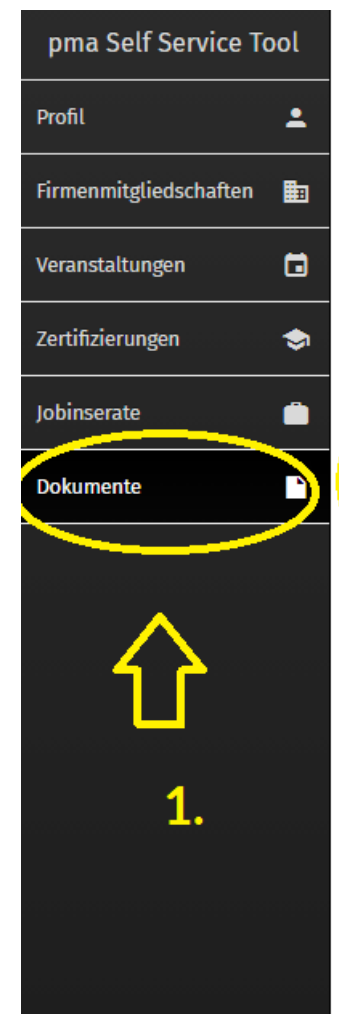 pma Self Service Tool
Profil
Firmenmitgliedschaften
Veranstaltungen
Zertifizierungen
Jobinserate
Dokumente
1.